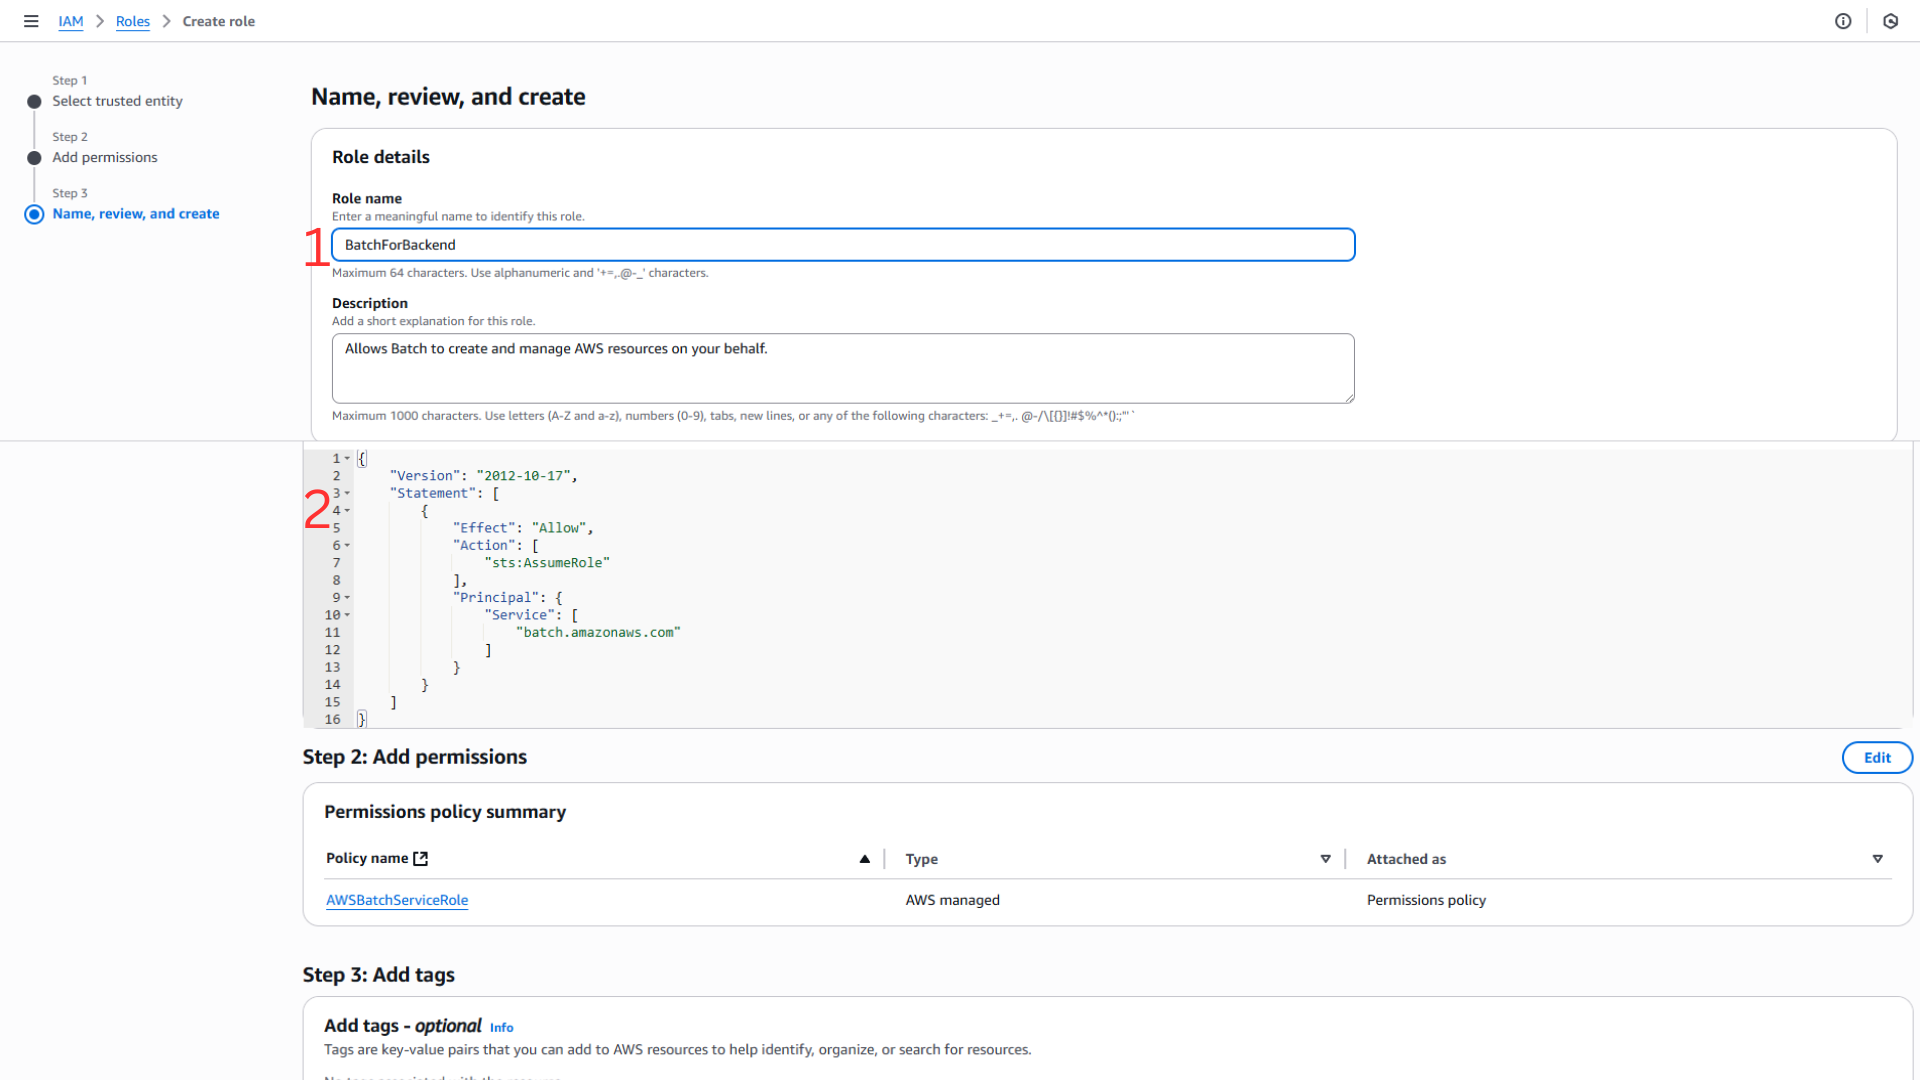 IAM > Roles > Create role
Step 1
Select trusted entity
Step 2
Add permissions
Step 3
Name, review, and create
Name, review, and create
Role details
Role name
Enter a meaningful name to identify this role.
1
BatchForBackend
Maximum 64 characters. Use alphanumeric and '+=,.@-_' characters.
Description
Add a short explanation for this role.
Allows Batch to create and manage AWS resources on your behalf.
Maximum 1000 characters. Use letters (A-Z and a-z), numbers (0-9), tabs, new lines, or any of the following characters: _+=,. @-/\[{}]!#$%^*();:"'`
2
1 {
2     "Version": "2012-10-17",
3     "Statement": [
4         {
5             "Effect": "Allow",
6             "Action": [
7                 "sts:AssumeRole"
8             ],
9             "Principal": {
10                 "Service": [
11                     "batch.amazonaws.com"
12                 ]
13             }
14         }
15     ]
16 }
Step 2: Add permissions
Edit
Permissions policy summary
Policy name Type Attached as
AWSBatchServiceRole AWS managed Permissions policy
Step 3: Add tags
Add tags - optional Info
Tags are key-value pairs that you can add to AWS resources to help identify, organize, or search for resources.